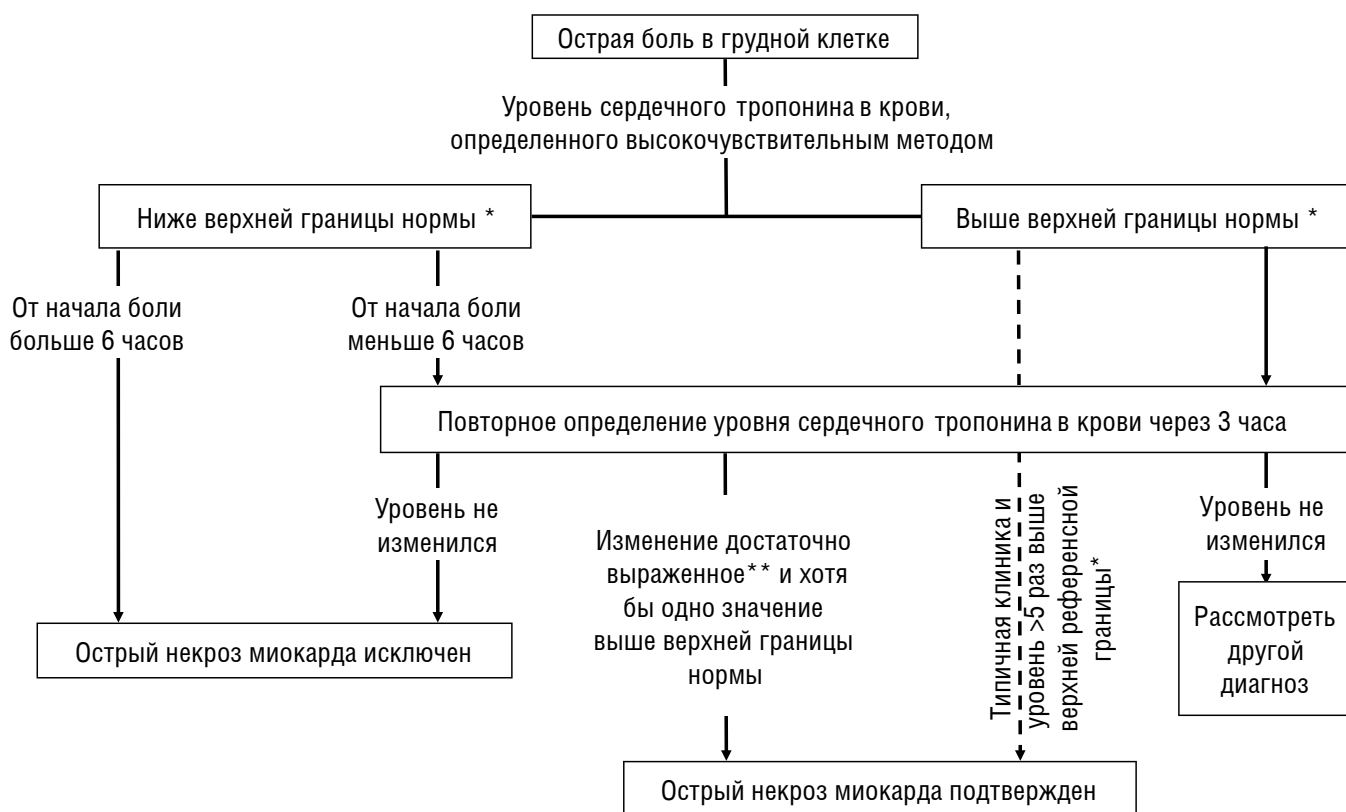 Острая боль в грудной клетке
Уровень сердечного тропонина в крови,
определенного высокочувствительным методом
Ниже верхней границы нормы *
Выше верхней границы нормы *
От начала боли
больше 6 часов
От начала боли
меньше 6 часов
Повторное определение уровня сердечного тропонина в крови через 3 часа
Уровень не
изменился
Изменение достаточно
выраженное** и хотя
бы одно значение
выше верхней границы
нормы
Типичная клиника и
уровень >5 раз выше
верхней референсной
границы*
Уровень не
изменился
Рассмотреть
другой
диагноз
Острый некроз миокарда исключен
Острый некроз миокарда подтвержден